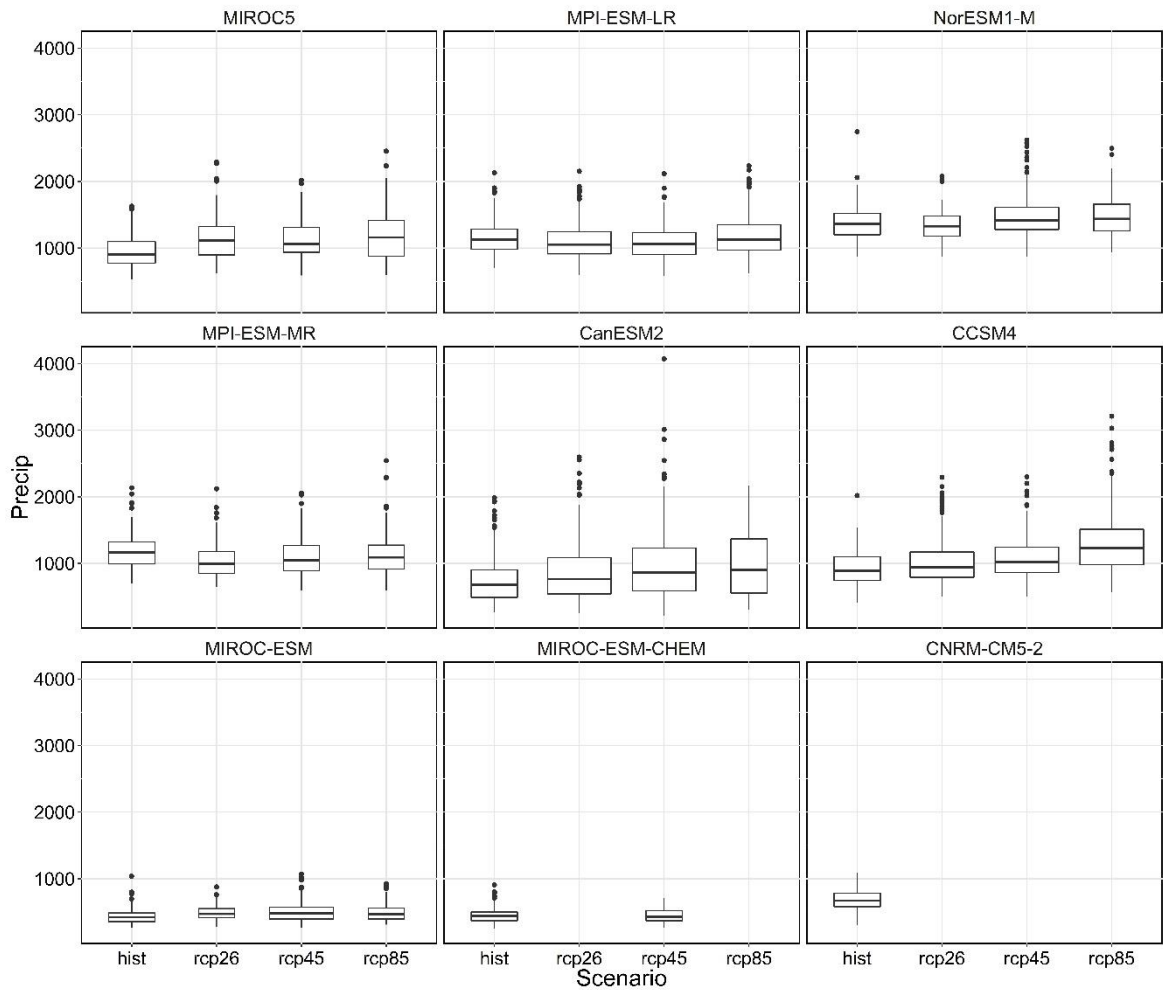 MIROC5 MPI-ESM-LR NorESM1-M
4000
3000
2000
1000
MPI-ESM-MR CanESM2 CCSM4
4000
3000
2000
1000
Precip
MIROC-ESM MIROC-ESM-CHEM CNRM-CM5-2
4000
3000
2000
1000
hist rcp26 rcp45 rcp85 hist rcp26 rcp45 rcp85 hist rcp26 rcp45 rcp85
Scenario